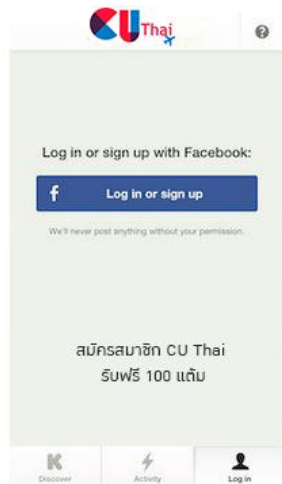 CU Thai
?
Log in or sign up with Facebook:
f Log in or sign up
We'll never post anything without your permission.
สมัครสมาชิก CU Thai
รับฟรี 100 แต้ม
K
Discover Activity Log in